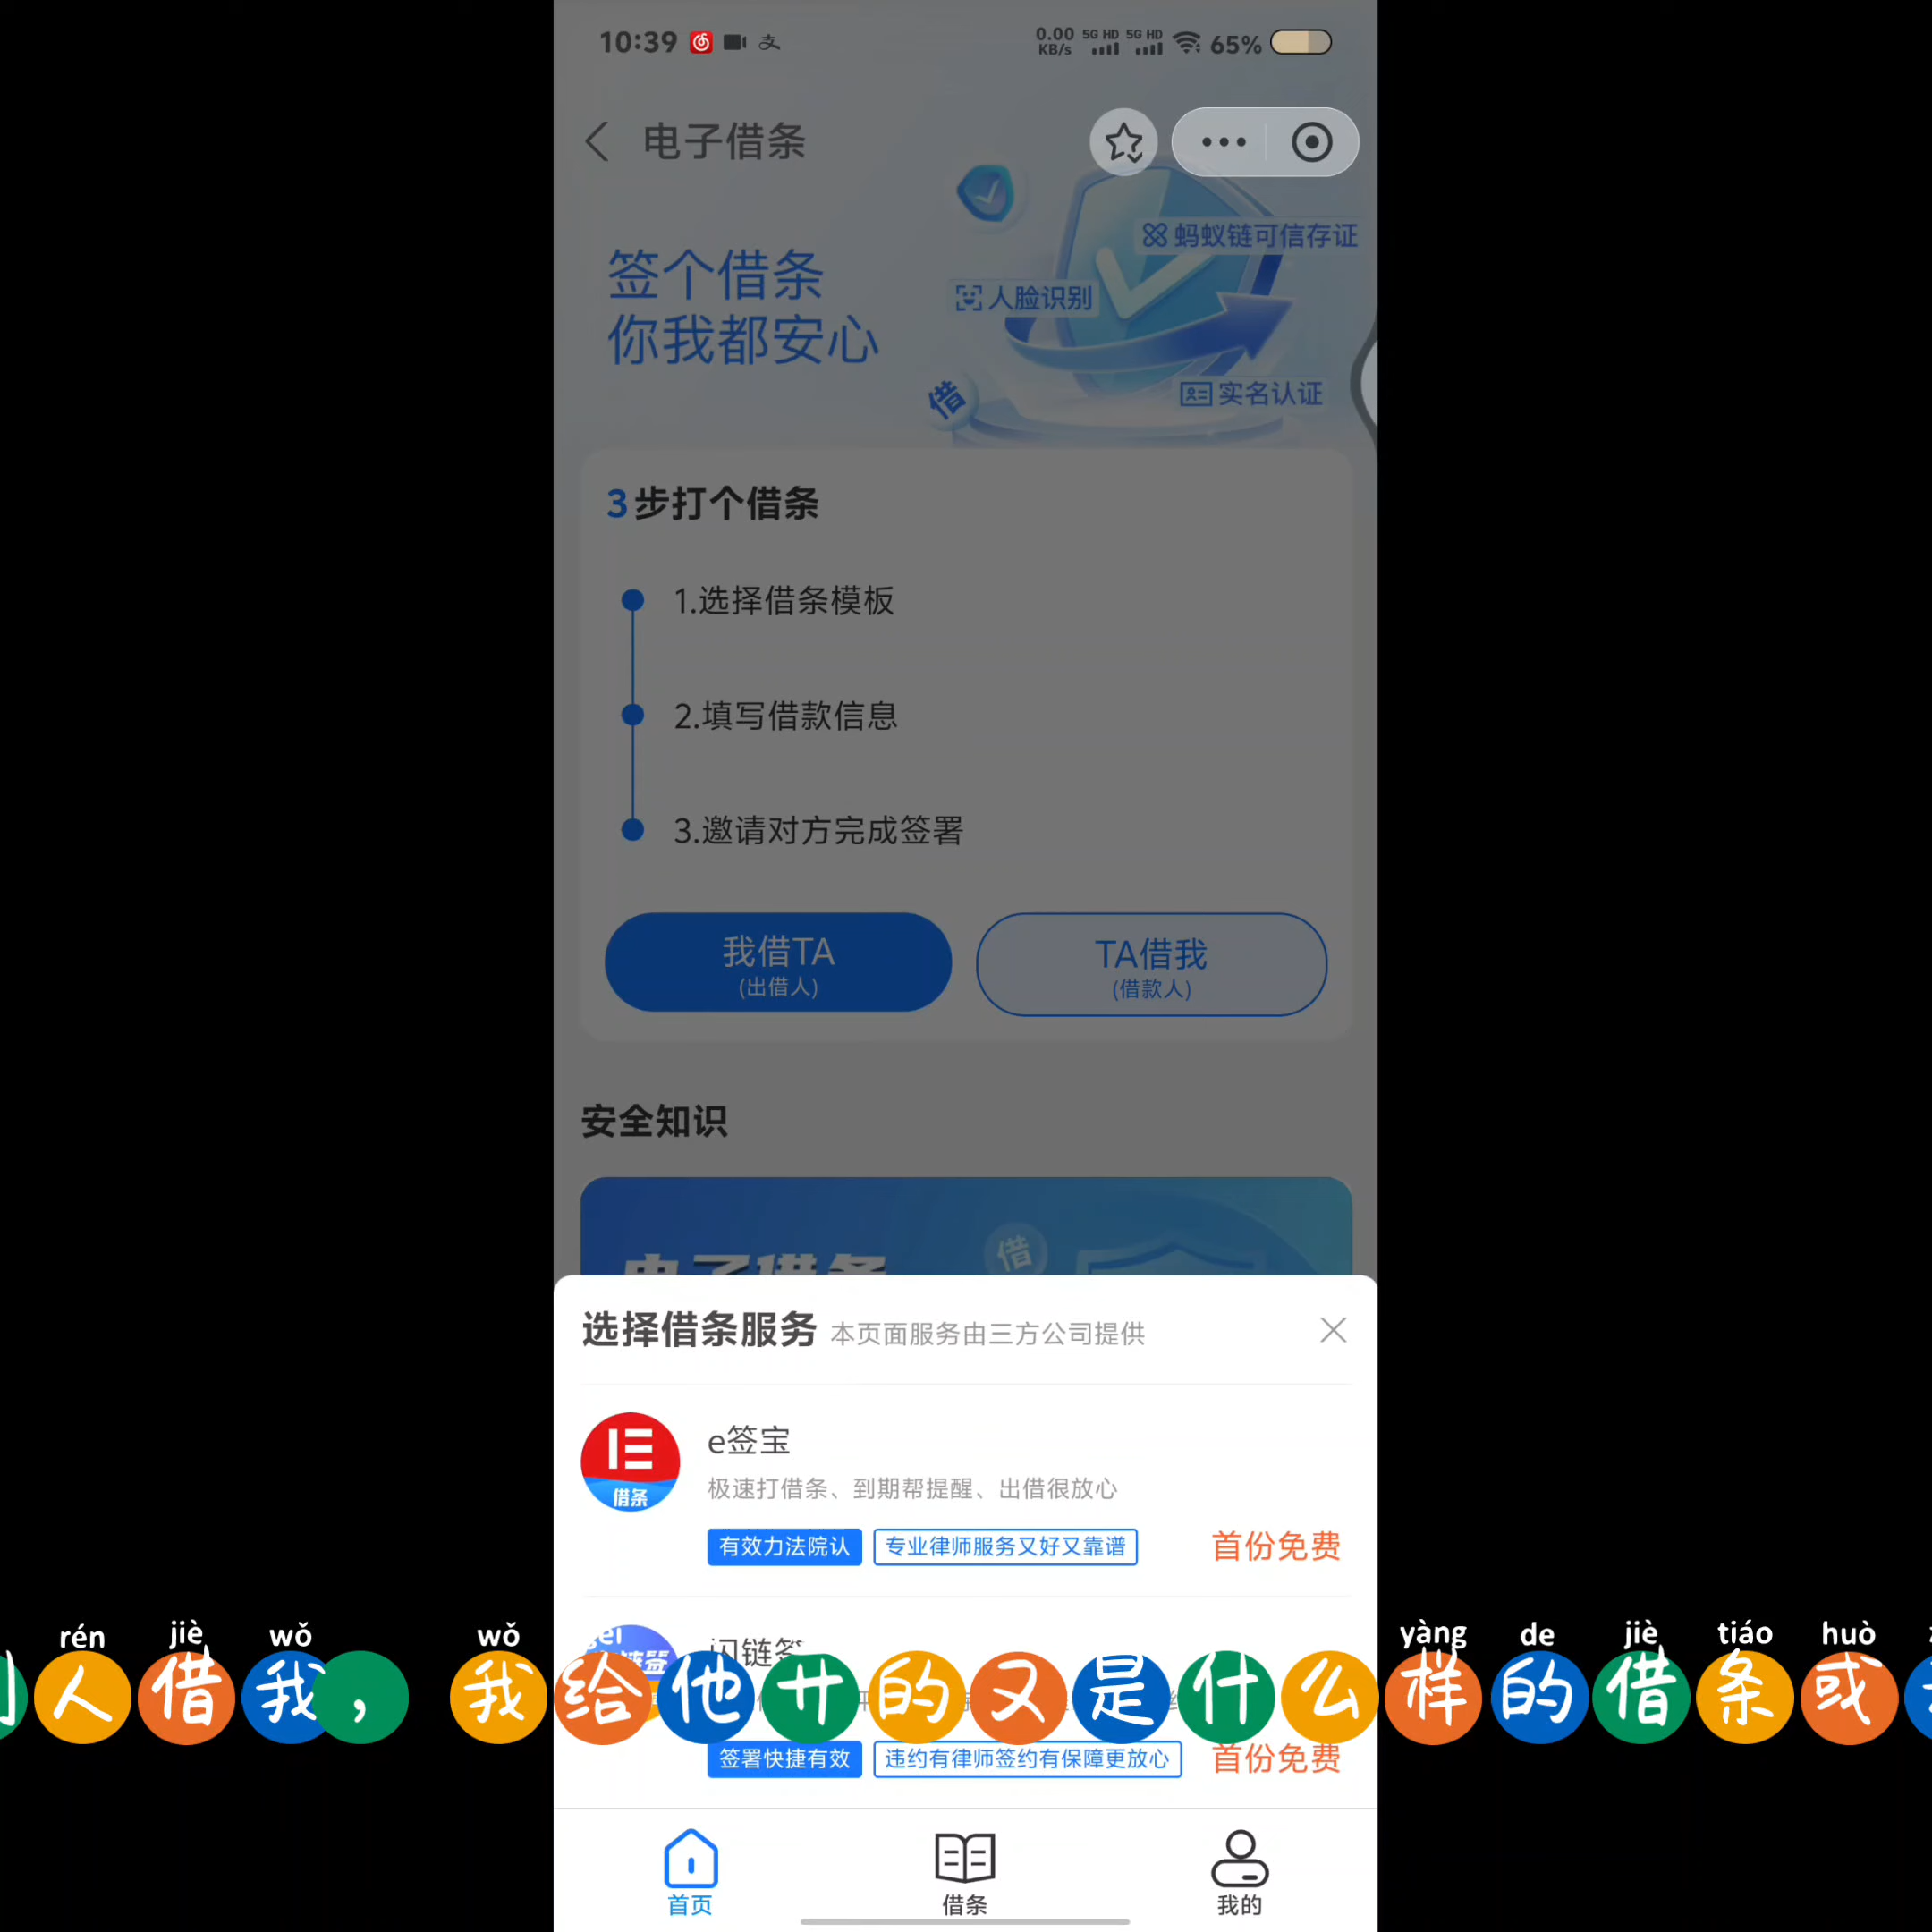 10:39
0.00 KB/s 5G HD 5G HD 65%
电子借条
蚂蚁链可信存证
签个借条
人脸识别
你我都安心
借
实名认证
3步打个借条
1.选择借条模板
2.填写借款信息
3.邀请对方完成签署
我借TA
(出借人)
TA借我
(借款人)
安全知识
电子借条
借
选择借条服务 本页面服务由三方公司提供
e签宝
借条
极速打借条、到期帮提醒、出借很放心
有效力法院认 专业律师服务又好又靠谱 首份免费
rén jiè wǒ wǒ yàng de jiè tiáo huò
人借我，我给他廿的又是什么样的借条或
签署快捷有效 违约有律师签约有保障更放心 首份免费
首页 借条 我的